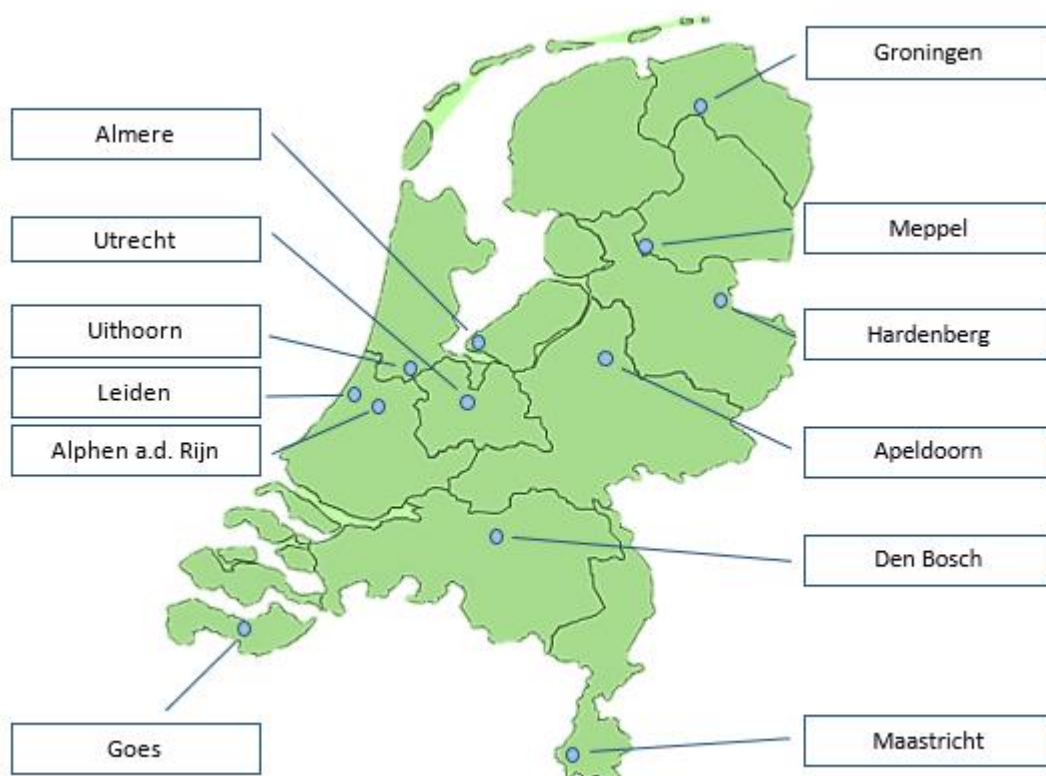 Groningen
Almere
Utrecht
Meppel
Uithoorn
Hardenberg
Leiden
Alphen a.d. Rijn
Apeldoorn
Den Bosch
Goes
Maastricht